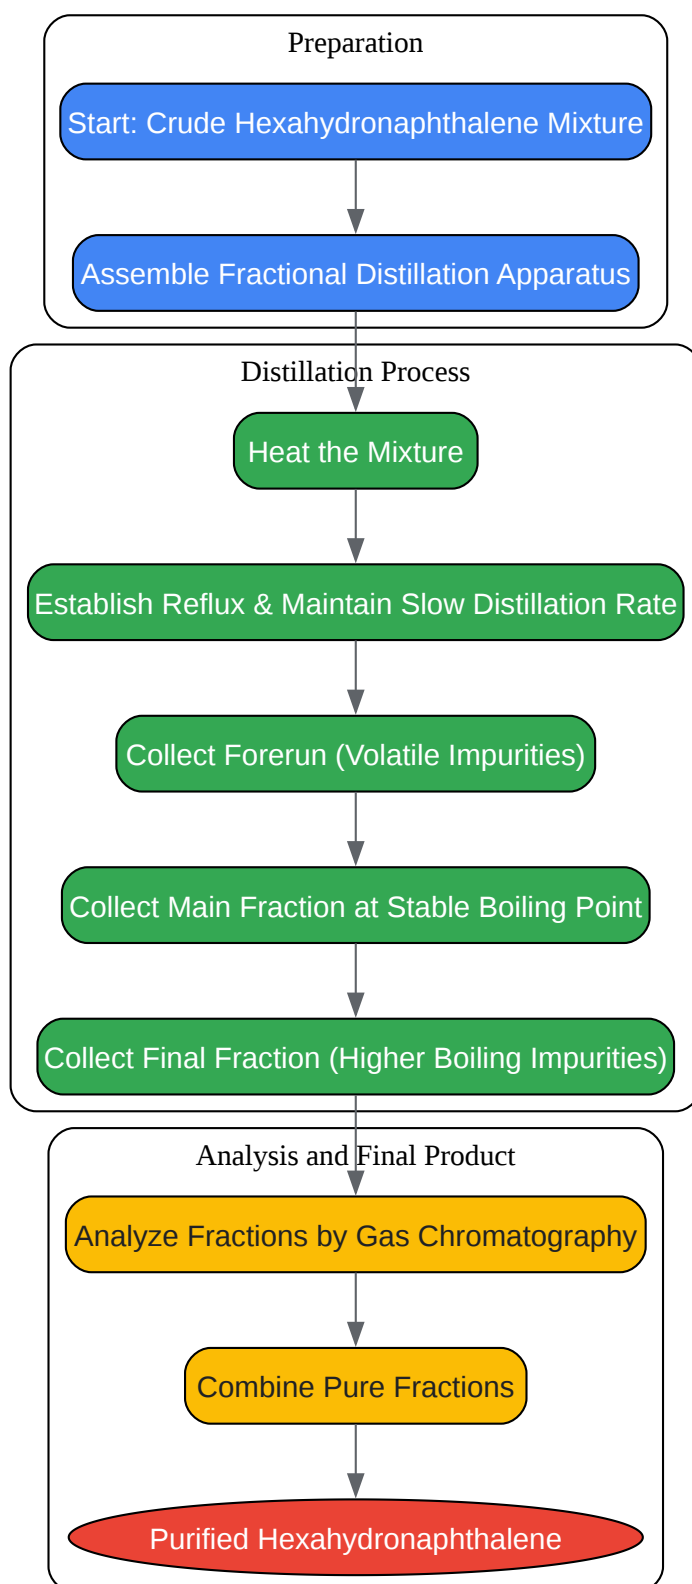 Preparation
Start: Crude Hexahydronaphthalene Mixture
Assemble Fractional Distillation Apparatus
Distillation Process
Heat the Mixture
Establish Reflux & Maintain Slow Distillation Rate
Collect Forerun (Volatile Impurities)
Collect Main Fraction at Stable Boiling Point
Collect Final Fraction (Higher Boiling Impurities)
Analysis and Final Product
Analyze Fractions by Gas Chromatography
Combine Pure Fractions
Purified Hexahydronaphthalene